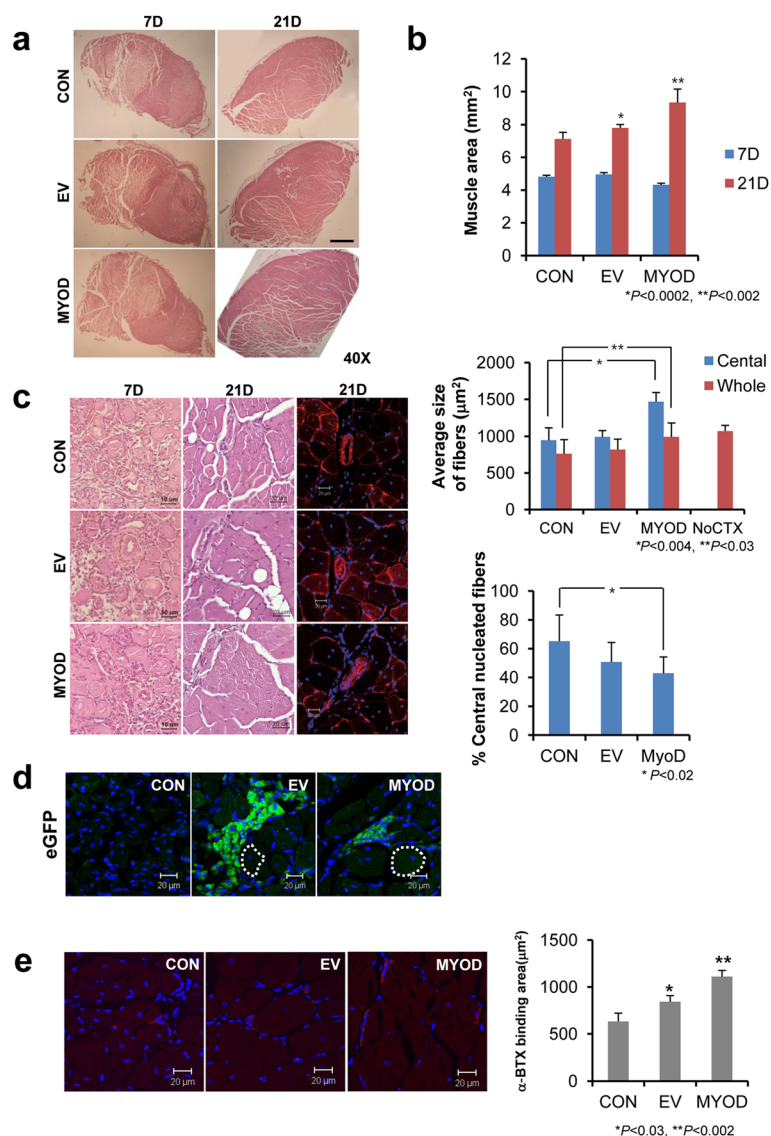 a
7D
21D
CON
EV
MYOD
40X
b
Muscle area (mm²)
12
10
8
6
4
2
0
CON
EV
MYOD
*
**
7D
21D
*P<0.0002, **P<0.002
c
7D
21D
21D
CON
EV
MYOD
10 um
20 µm
20 µm
Average size
of fibers (µm²)
2000
1500
1000
500
0
**
*
Cental
Whole
CON
EV
MYOD
NoCTX
*P<0.004, **P<0.03
% Central nucleated fibers
100
80
60
40
20
0
*
CON
EV
MyoD
* P<0.02
d
eGFP
CON
EV
MYOD
20 µm
20 µm
20 µm
e
CON
EV
MYOD
20 µm
20 µm
20 µm
α-BTX binding area(µm²)
1500
1000
500
0
*
**
CON
EV
MYOD
*P<0.03, **P<0.002